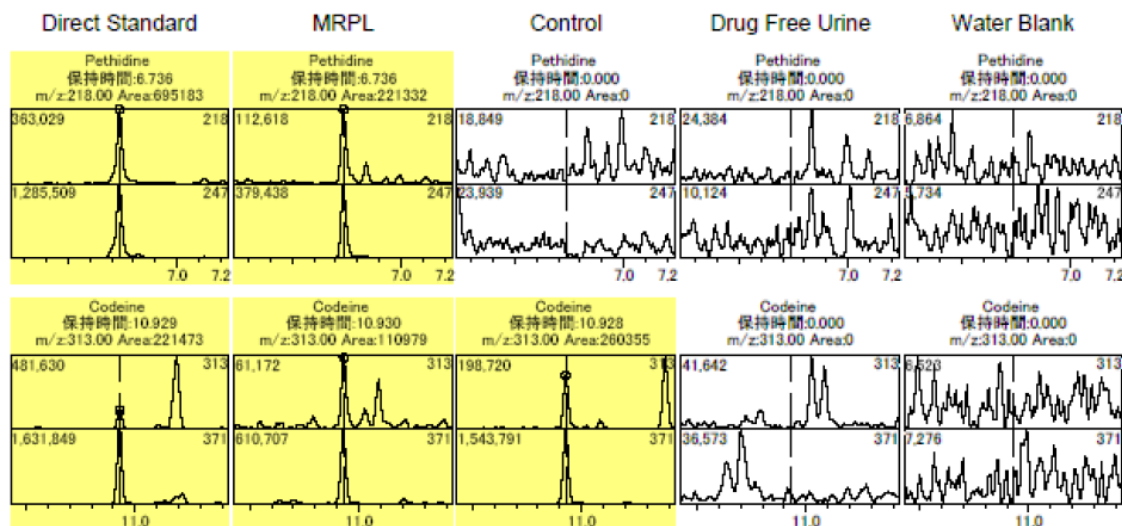 Direct Standard MRPL Control Drug Free Urine Water Blank
Pethidine Pethidine Pethidine Pethidine Pethidine
保持時間:6.736 保持時間:6.736 保持時間:0.000 保持時間:0.000 保持時間:0.000
m/z:218.00 Area:695183 m/z:218.00 Area:221332 m/z:218.00 Area:0 m/z:218.00 Area:0 m/z:218.00 Area:0
363,029 218 112,618 218 18,849 218 24,384 218 6,864 218
1,285,509 247 379,438 247 23,939 247 10,124 247 5,734 247
7.0 7.2 7.0 7.2 7.0 7.2 7.0 7.2 7.0 7.2
Codeine Codeine Codeine Codeine Codeine
保持時間:10.929 保持時間:10.930 保持時間:10.928 保持時間:0.000 保持時間:0.000
m/z:313.00 Area:221473 m/z:313.00 Area:110979 m/z:313.00 Area:260355 m/z:313.00 Area:0 m/z:313.00 Area:0
481,630 313 61,172 313 198,720 313 41,642 313 6,523 313
1,631,849 371 610,707 371 1,543,791 371 36,573 371 7,276 371
11.0 11.0 11.0 11.0 11.0